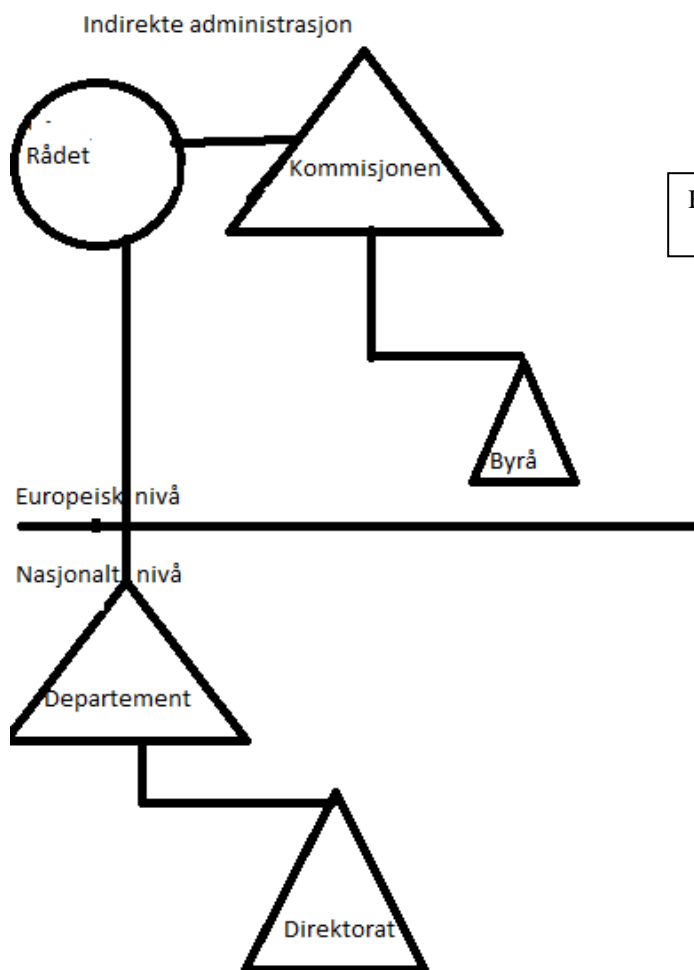 Indirekte administrasjon
Rådet
Kommisjonen
Byrå
Europeisk nivå
Nasjonalt nivå
Departement
Direktorat